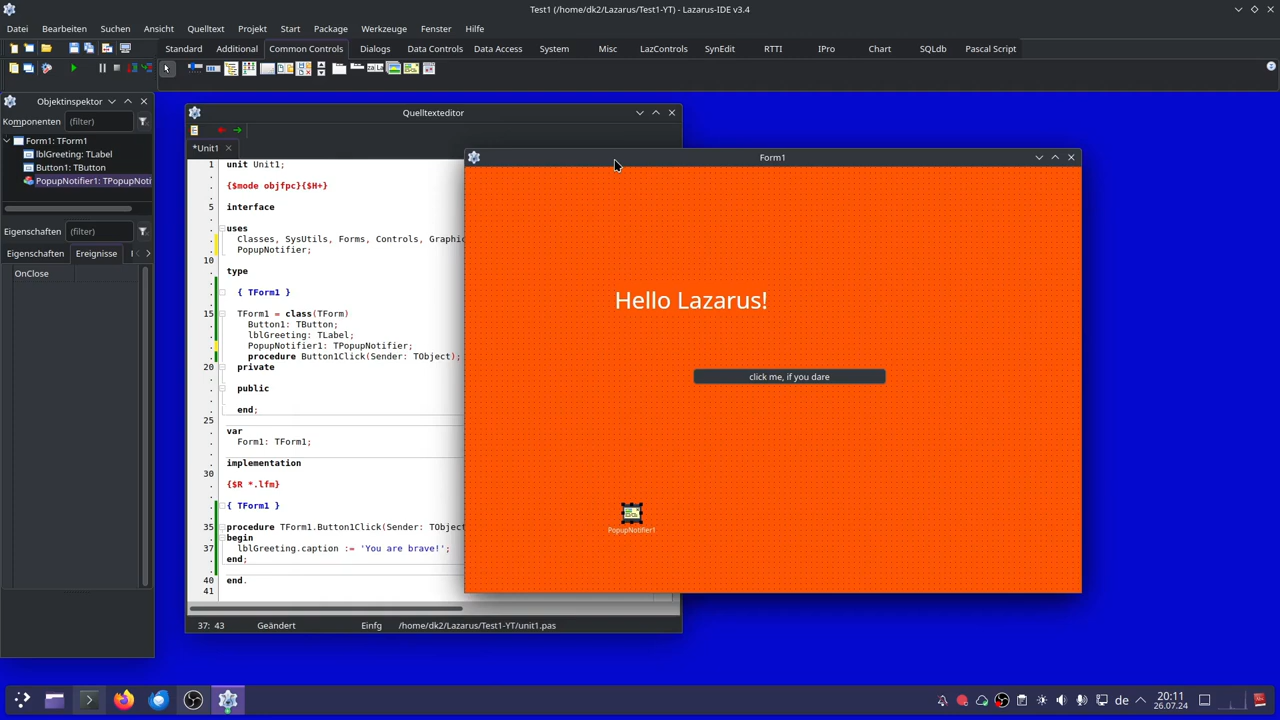 Test1 (/home/dk2/Lazarus/Test1-YT) - Lazarus-IDE v3.4
Datei Bearbeiten Suchen Ansicht Quelltext Projekt Start Package Werkzeuge Fenster Hilfe
Standard Additional Common Controls Dialogs Data Controls Data Access System Misc LazControls SynEdit RTTI IPro Chart SQLdb Pascal Script
Objektinspektor
Komponenten (filter)
Form1: TForm1
lblGreeting: TLabel
Button1: TButton
PopupNotifier1: TPopupNoti
Eigenschaften (filter)
Eigenschaften Ereignisse
OnClose
Quelltexteditor
*Unit1
1 unit Unit1;
{$mode objfpc}{$H+}
5 interface
uses
Classes, SysUtils, Forms, Controls, Graphic
PopupNotifier;
10
type
{ TForm1 }
15 TForm1 = class(TForm)
Button1: TButton;
lblGreeting: TLabel;
PopupNotifier1: TPopupNotifier;
procedure Button1Click(Sender: TObject);
20 private
public
end;
25
var
Form1: TForm1;
implementation
30
{$R *.lfm}
{ TForm1 }
35 procedure TForm1.Button1Click(Sender: TObject
begin
37 lblGreeting.caption := 'You are brave!';
end;
40 end.
41
37: 43 Geändert Einfg /home/dk2/Lazarus/Test1-YT/unit1.pas
Form1
Hello Lazarus!
click me, if you dare
PopupNotifier1
de
20:11
26.07.24